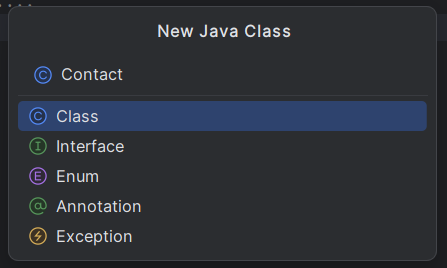 New Java Class
Contact
Class
Interface
Enum
Annotation
Exception